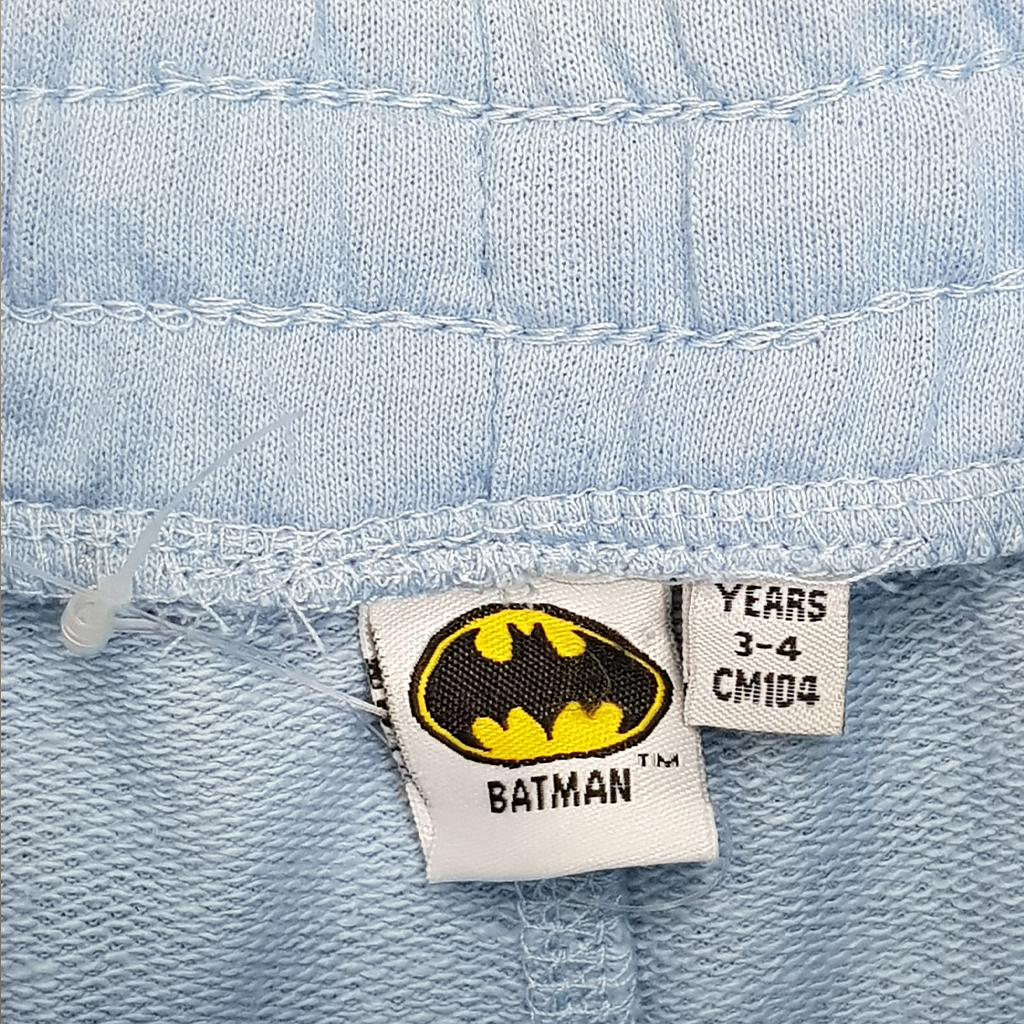 BATMAN™
YEARS
3-4
CM104